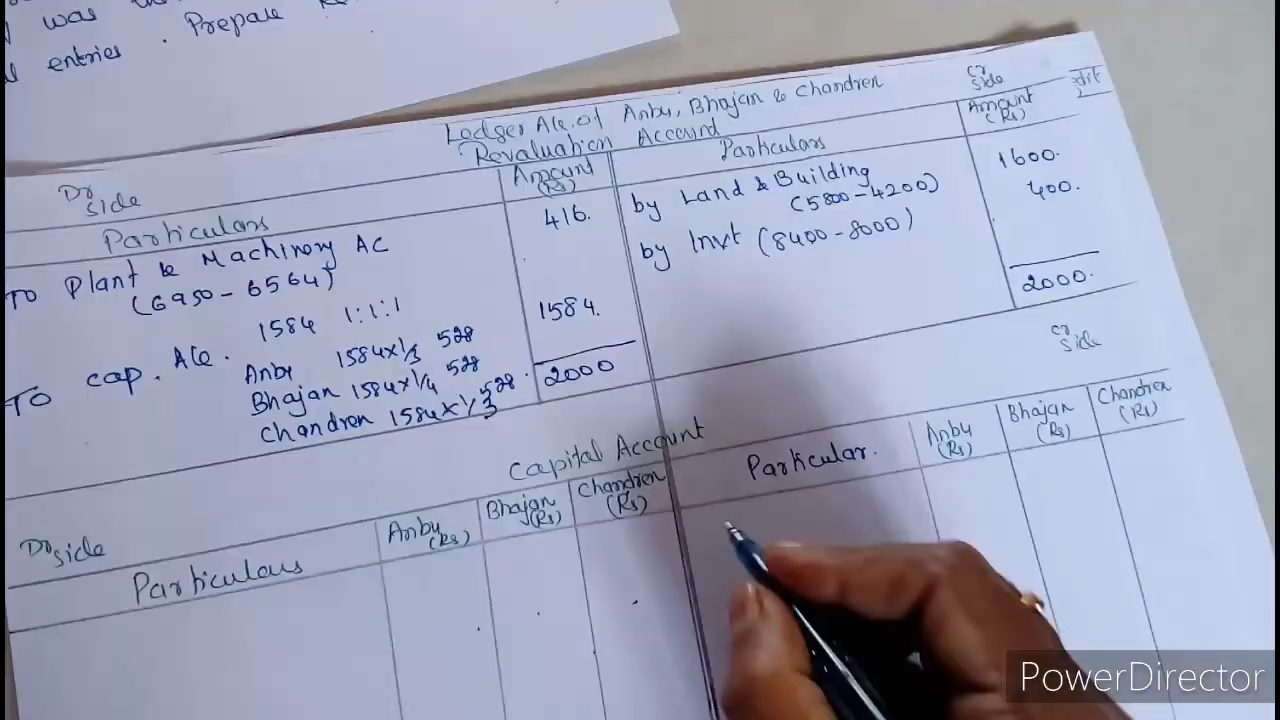 was
entries . Prepare
Ledger A/c. of Anbu, Bhajan & Chandren
Revaluation Account
Dr side
Cr side
Particulars
Amount (Rs)
Particulars
Amount (Rs)
To Plant & Machinery AC
(6950-6564)
416.
by Land & Building
(5800-4200)
1600.
by Invt (8400-8000)
400.
To cap. A/c. 1584 1:1:1
1584.
Anbu 1584x1/3 528
Bhajan 1584x1/4 528
Chandren 1584x1/3 528.
2000
2000.
Capital Account
Dr side
Cr side
Particulars
Anbu (Rs)
Bhajan (Rs)
Chandren (Rs)
Particular.
Anbu (Rs)
Bhajan (Rs)
Chandren (Rs)
PowerDirector